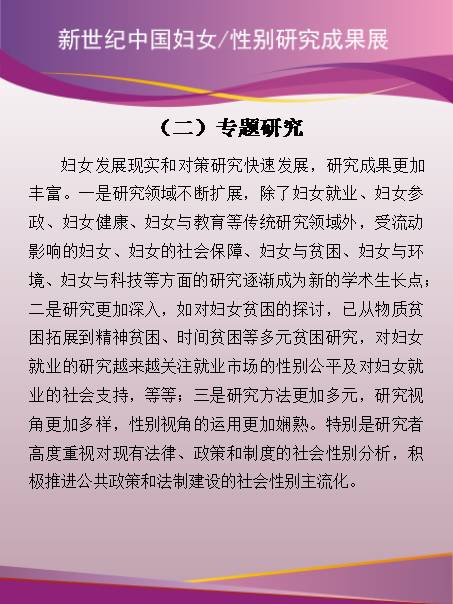 新世纪中国妇女/性别研究成果展
（二）专题研究
妇女发展现实和对策研究快速发展，研究成果更加
丰富。一是研究领域不断扩展，除了妇女就业、妇女参
政、妇女健康、妇女与教育等传统研究领域外，受流动
影响的妇女、妇女的社会保障、妇女与贫困、妇女与环
境、妇女与科技等方面的研究逐渐成为新的学术生长点；
二是研究更加深入，如对妇女贫困的探讨，已从物质贫
困拓展到精神贫困、时间贫困等多元贫困研究，对妇女
就业的研究越来越关注就业市场的性别公平及对妇女就
业的社会支持，等等；三是研究方法更加多元，研究视
角更加多样，性别视角的运用更加娴熟。特别是研究者
高度重视对现有法律、政策和制度的社会性别分析，积
极推进公共政策和法制建设的社会性别主流化。